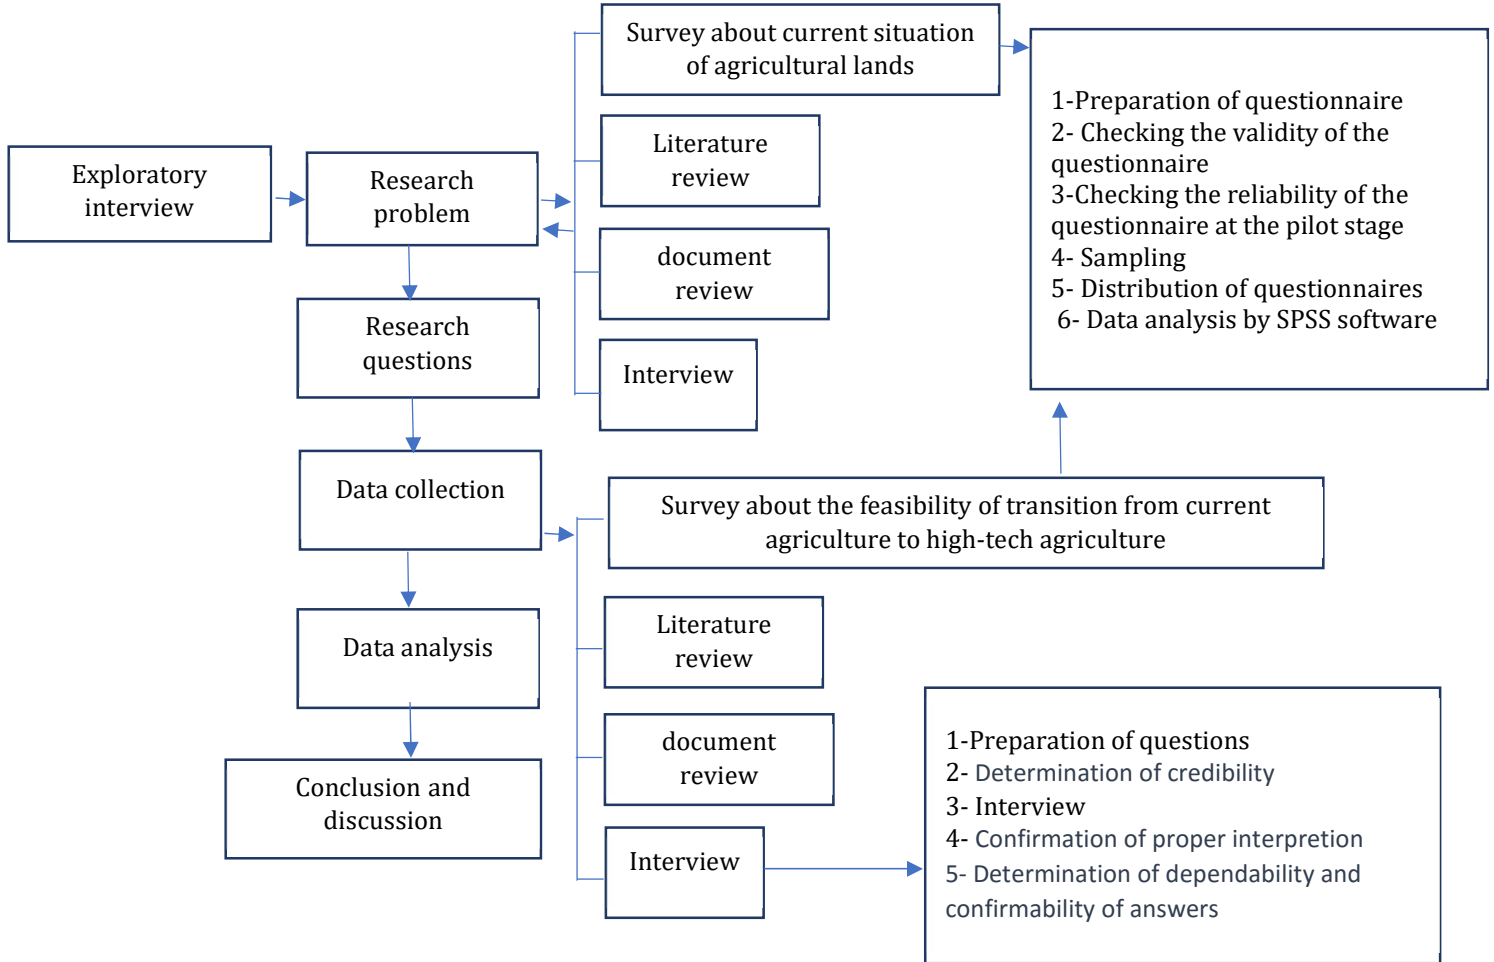 Exploratory
interview
Research
problem
Research
questions
Data collection
Data analysis
Conclusion and
discussion
Survey about current situation
of agricultural lands
Literature
review
document
review
Interview
1-Preparation of questionnaire
2- Checking the validity of the
questionnaire
3-Checking the reliability of the
questionnaire at the pilot stage
4- Sampling
5- Distribution of questionnaires
6- Data analysis by SPSS software
Survey about the feasibility of transition from current
agriculture to high-tech agriculture
Literature
review
document
review
Interview
1-Preparation of questions
2- Determination of credibility
3- Interview
4- Confirmation of proper interpretion
5- Determination of dependability and
confirmability of answers